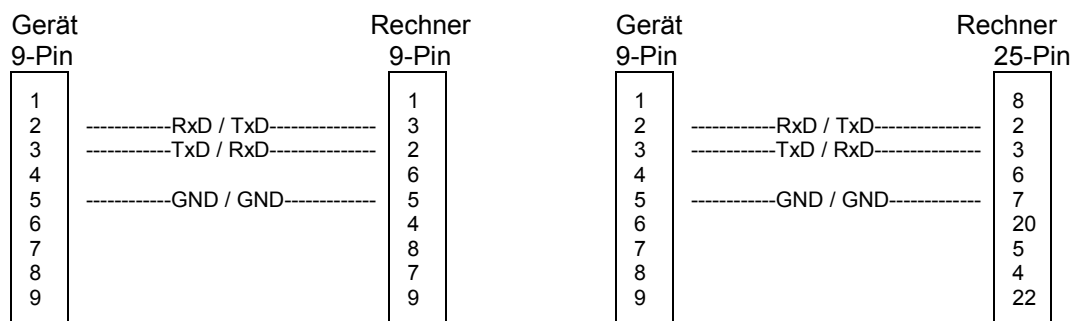 Gerät Rechner Gerät Rechner
9-Pin 9-Pin 9-Pin 25-Pin
1 1 1 8
2 ------------RxD / TxD--------------- 3 2 ------------RxD / TxD--------------- 2
3 ------------TxD / RxD--------------- 2 3 ------------TxD / RxD--------------- 3
4 6 4 6
5 ------------GND / GND------------- 5 5 ------------GND / GND------------- 7
6 4 6 20
7 8 7 5
8 7 8 4
9 9 9 22